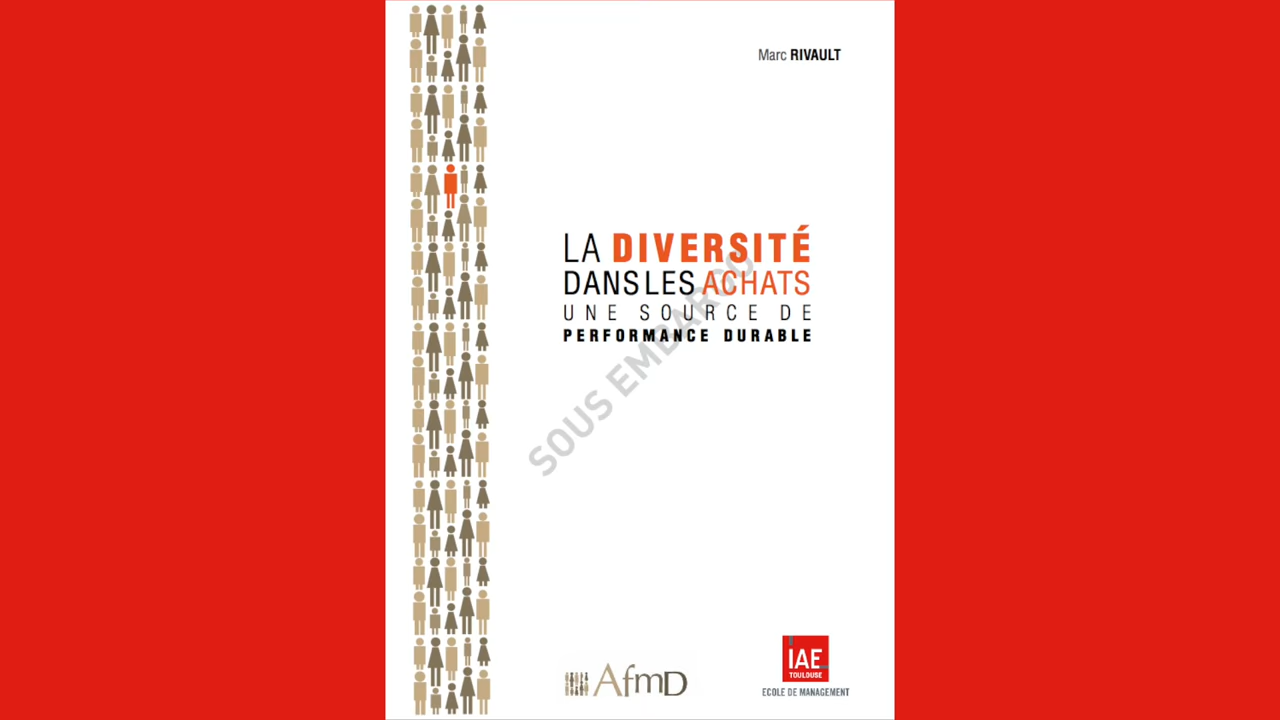 Marc RIVAULT
LA DIVERSITÉ
DANS LES ACHATS
UNE SOURCE DE
PERFORMANCE DURABLE
SOUS EMBARGO
AfmD
IAE
TOULOUSE
ECOLE DE MANAGEMENT